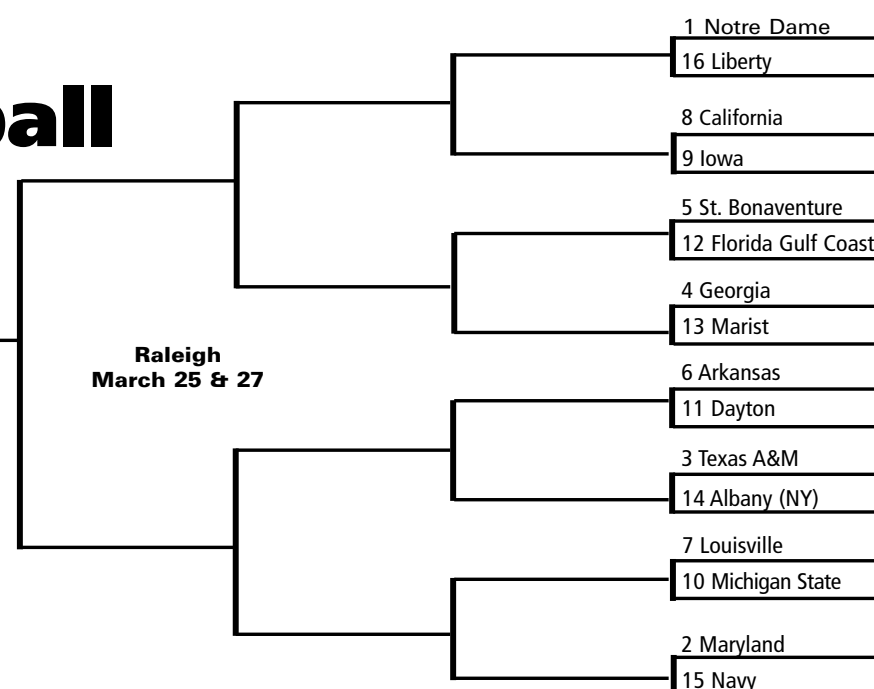 ball
1 Notre Dame
16 Liberty
8 California
9 Iowa
5 St. Bonaventure
12 Florida Gulf Coast
4 Georgia
13 Marist
Raleigh
March 25 & 27
6 Arkansas
11 Dayton
3 Texas A&M
14 Albany (NY)
7 Louisville
10 Michigan State
2 Maryland
15 Navy